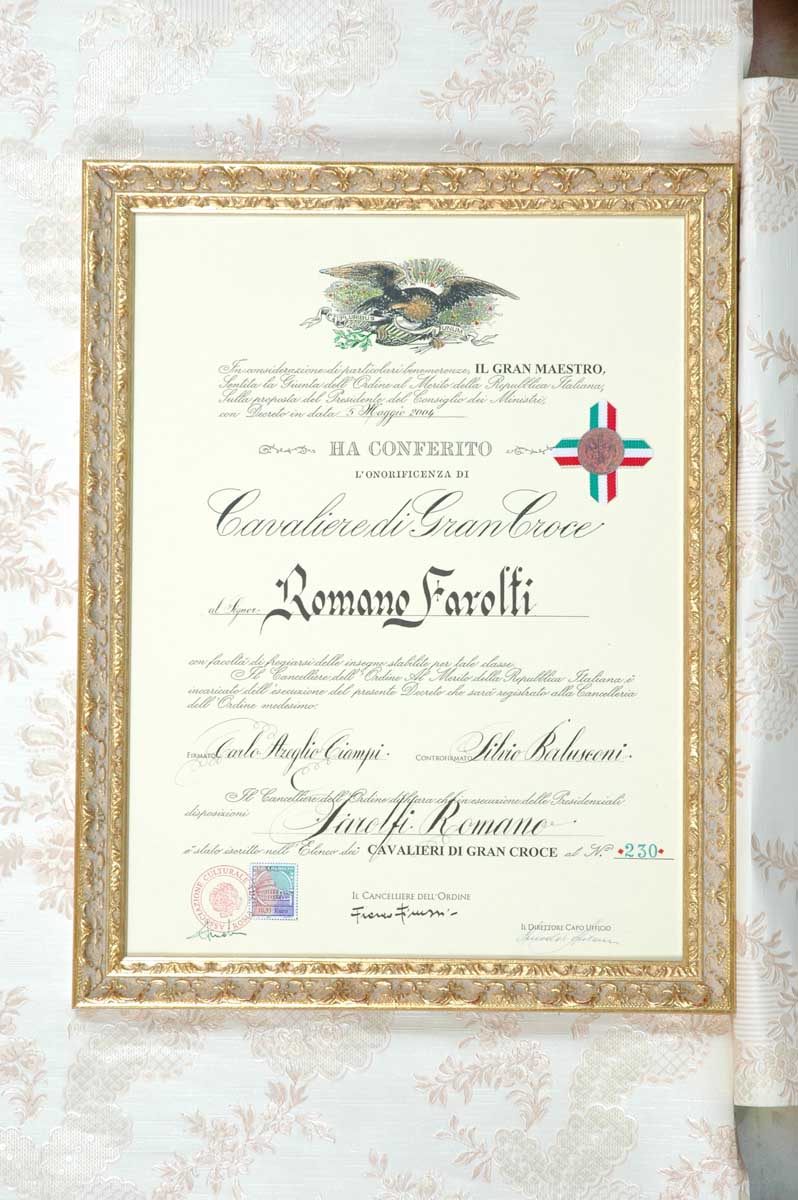 E PLURIBUS UNUM
In considerazione di particolari benemerenze, IL GRAN MAESTRO,
Sentita la Giunta dell'Ordine al Merito della Repubblica Italiana,
Sulla proposta del Presidente del Consiglio dei Ministri,
con Decreto in data 5 Maggio 2004
HA CONFERITO
L'ONORIFICENZA DI
Cavaliere di Gran Croce
al Signor Romano Farolfi
con facoltà di fregiarsi delle insegne stabilite per tale classe.
Il Cancelliere dell'Ordine Al Merito della Repubblica Italiana è
incaricato dell'esecuzione del presente Decreto che sarà registrato alla Cancelleria
dell'Ordine medesimo.
FIRMATO Carlo Azeglio Ciampi. CONTROFIRMATO Silvio Berlusconi.
Il Cancelliere dell'Ordine dichiara che in esecuzione delle Presidenziali
disposizioni Farolfi Romano
è stato iscritto nell'Elenco dei CAVALIERI DI GRAN CROCE al N. 230
ASSOCIAZIONE CULTURALE
IL CANCELLIERE DELL'ORDINE
IL DIRETTORE CAPO UFFICIO